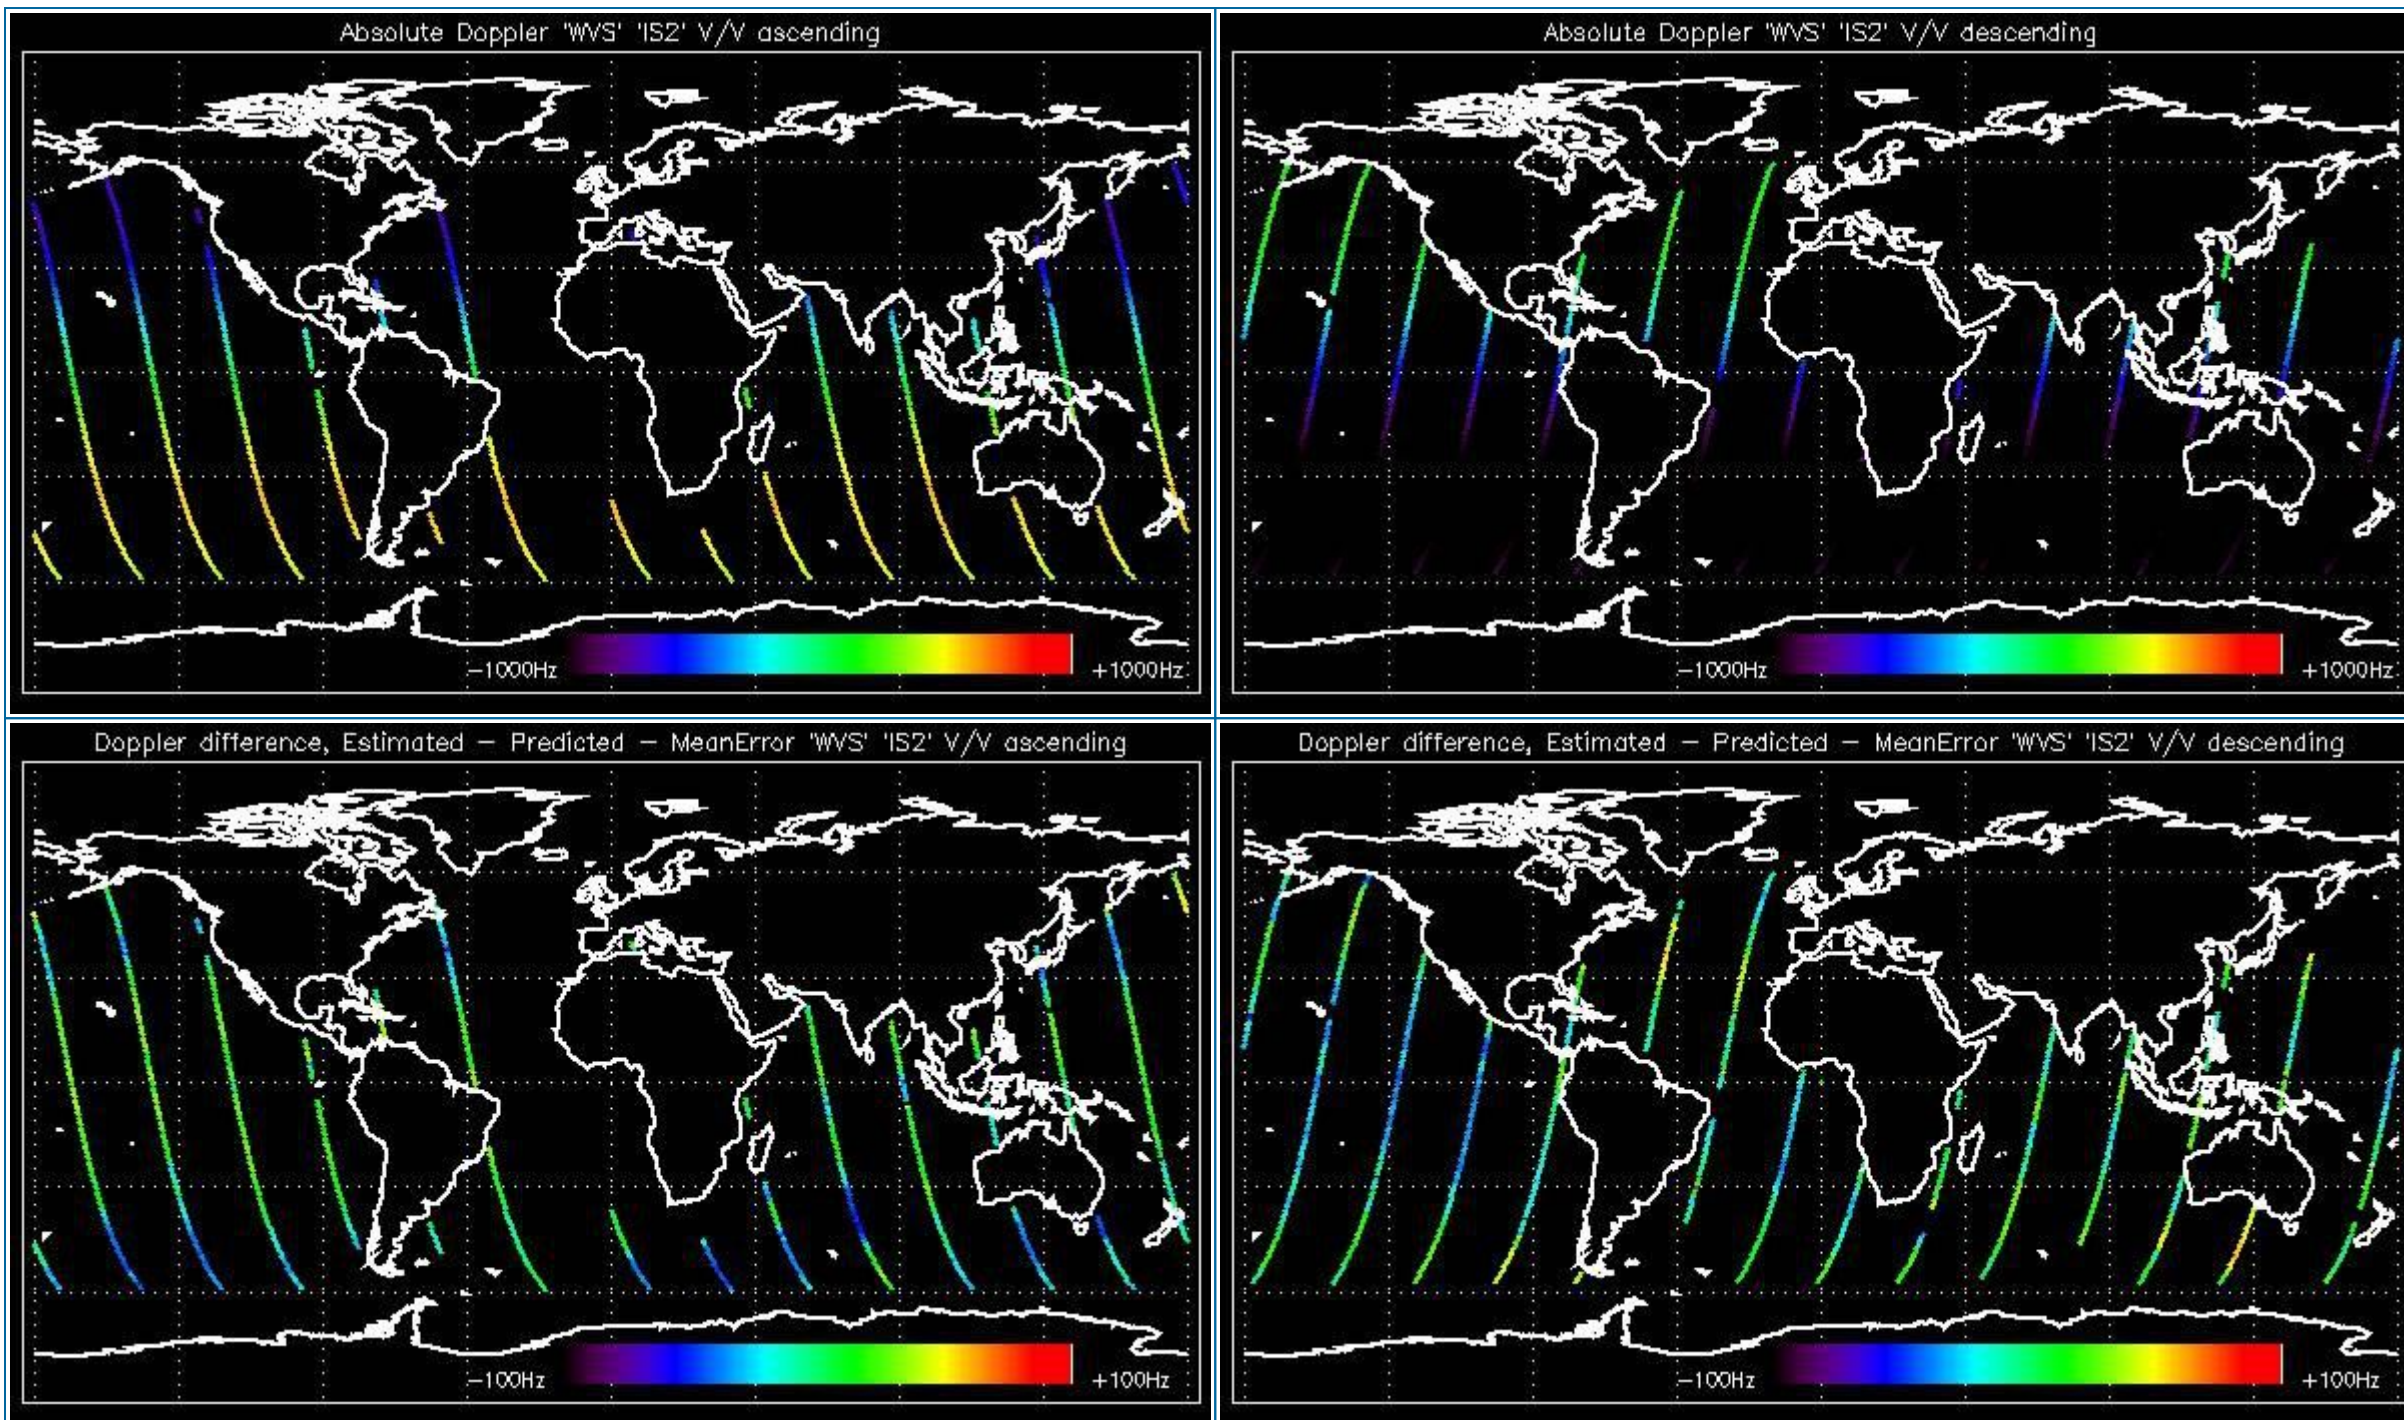 Absolute Doppler 'WVS' 'IS2' V/V ascending
-1000Hz
+1000Hz
Absolute Doppler 'WVS' 'IS2' V/V descending
-1000Hz
+1000Hz
Doppler difference, Estimated - Predicted - MeanError 'WVS' 'IS2' V/V ascending
-100Hz
+100Hz
Doppler difference, Estimated - Predicted - MeanError 'WVS' 'IS2' V/V descending
-100Hz
+100Hz